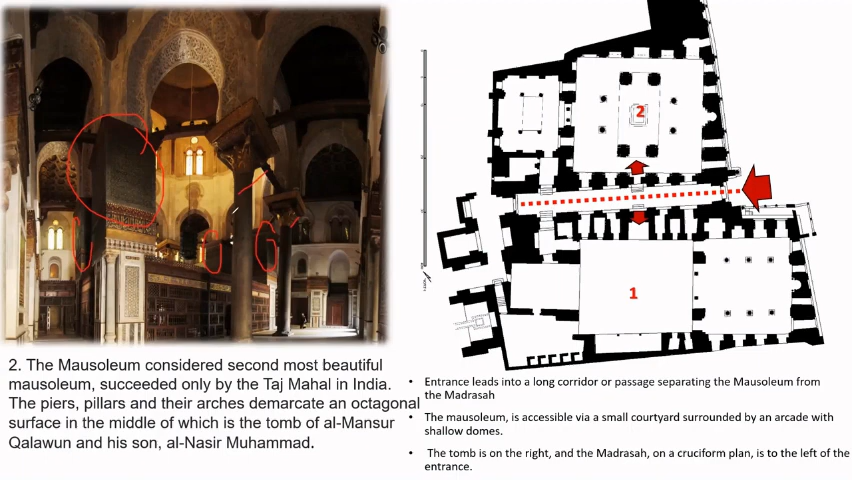 2
1
2. The Mausoleum considered second most beautiful
mausoleum, succeeded only by the Taj Mahal in India.
The piers, pillars and their arches demarcate an octagonal
surface in the middle of which is the tomb of al-Mansur
Qalawun and his son, al-Nasir Muhammad.
• Entrance leads into a long corridor or passage separating the Mausoleum from
the Madrasah
• The mausoleum, is accessible via a small courtyard surrounded by an arcade with
shallow domes.
• The tomb is on the right, and the Madrasah, on a cruciform plan, is to the left of the
entrance.